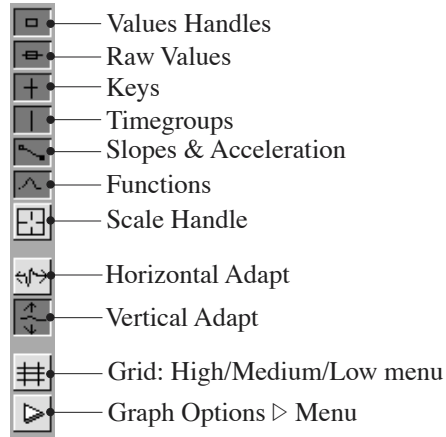 Values Handles
Raw Values
Keys
Timegroups
Slopes & Acceleration
Functions
Scale Handle
Horizontal Adapt
Vertical Adapt
Grid: High/Medium/Low menu
Graph Options ▷ Menu